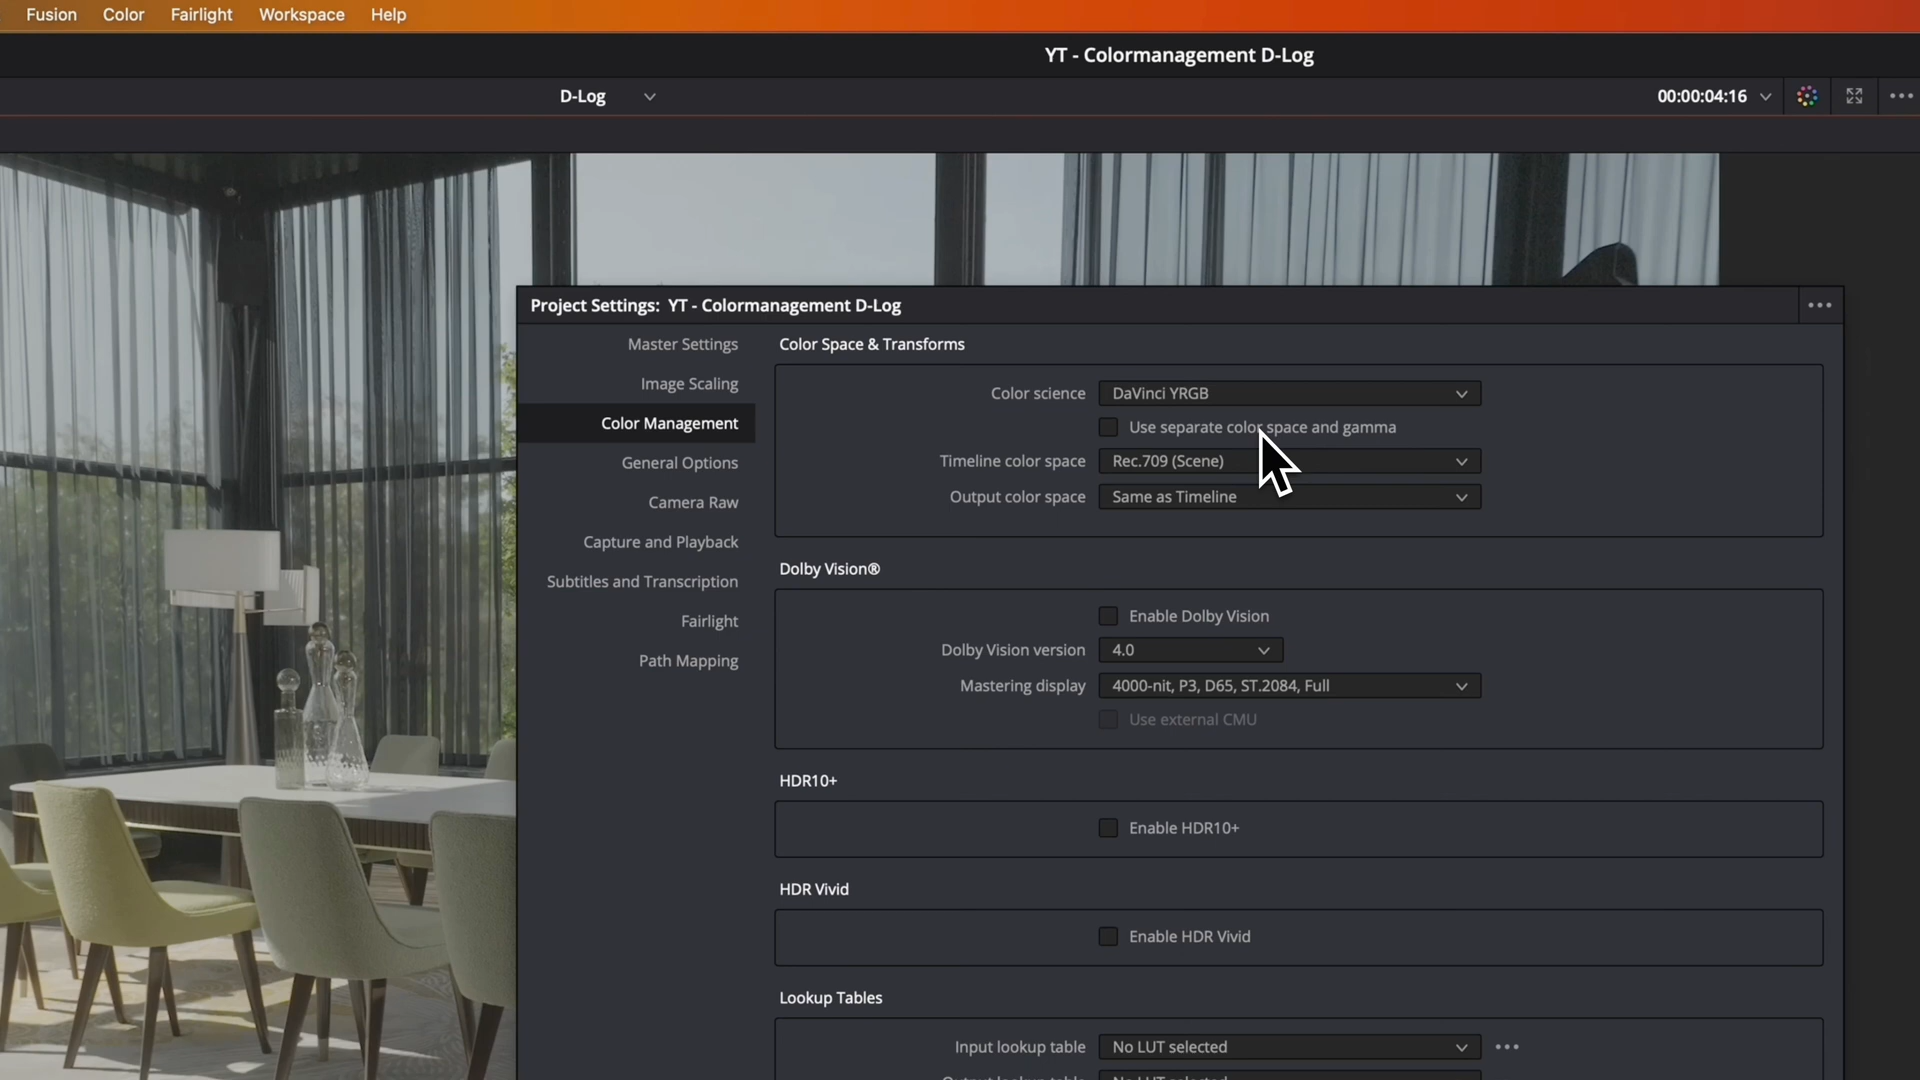 Fusion Color Fairlight Workspace Help
YT - Colormanagement D-Log
D-Log 00:00:04:16
Project Settings: YT - Colormanagement D-Log
Master Settings
Image Scaling
Color Management
General Options
Camera Raw
Capture and Playback
Subtitles and Transcription
Fairlight
Path Mapping
Color Space & Transforms
Color science DaVinci YRGB
Use separate color space and gamma
Timeline color space Rec.709 (Scene)
Output color space Same as Timeline
Dolby Vision®
Enable Dolby Vision
Dolby Vision version 4.0
Mastering display 4000-nit, P3, D65, ST.2084, Full
Use external CMU
HDR10+
Enable HDR10+
HDR Vivid
Enable HDR Vivid
Lookup Tables
Input lookup table No LUT selected